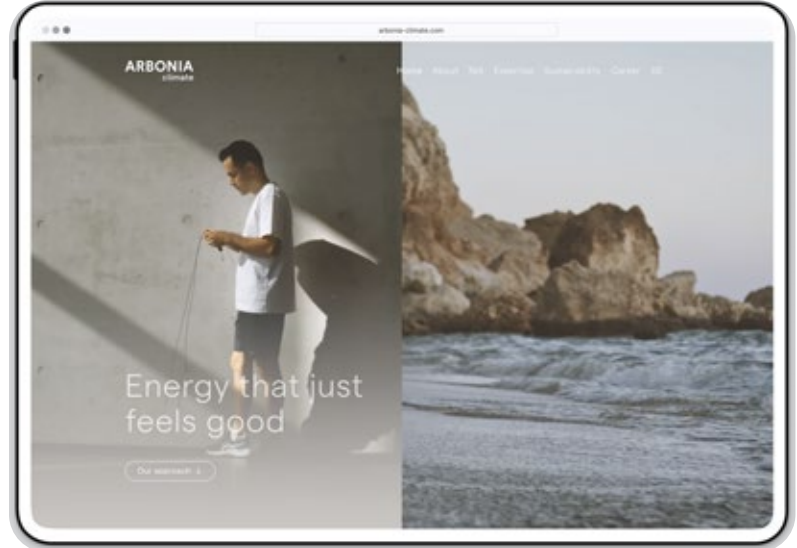 arbonia-climate.com
ARBONIA
climate
Home About Expertise Sustainability Career
Energy that just
feels good
Our approach ↓